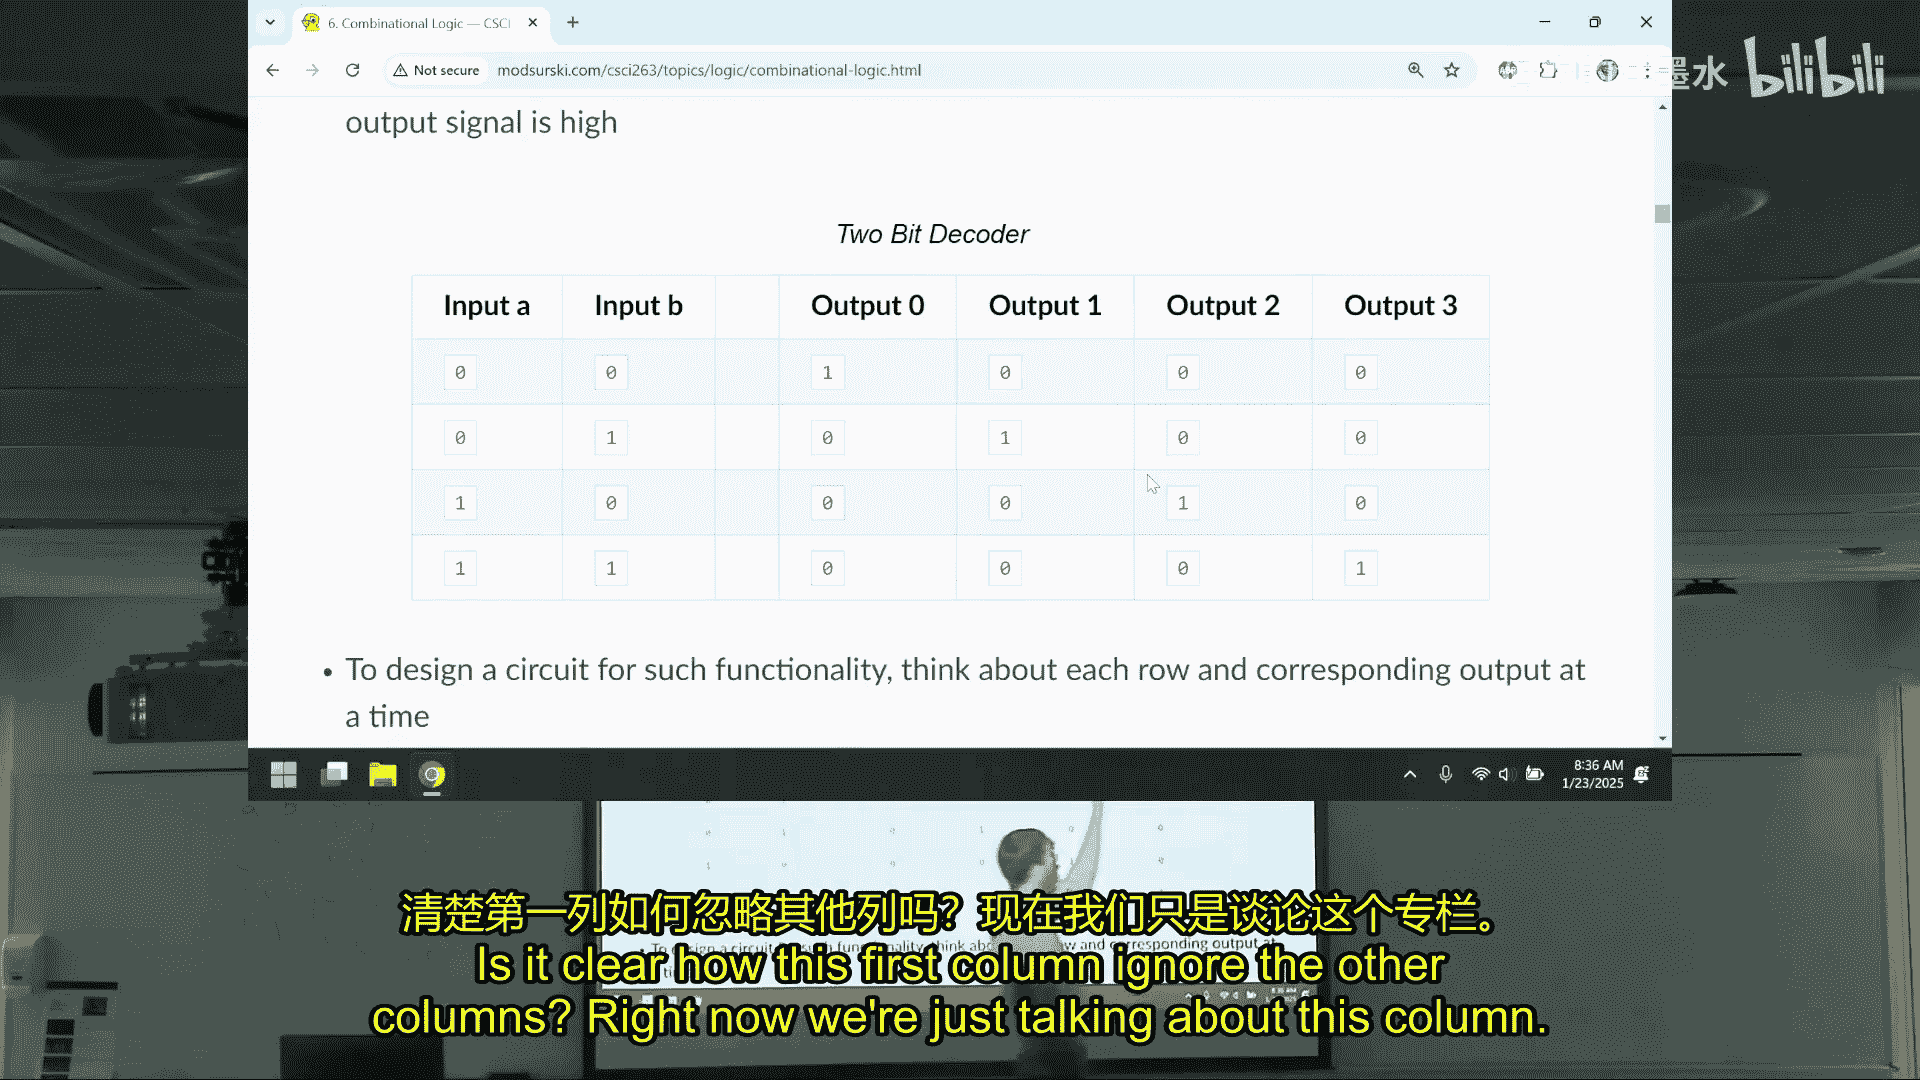 6. Combinational Logic — CSCI
Not secure
modsurski.com/csci263/topics/logic/combinational-logic.html
墨水 bilibili
output signal is high
Two Bit Decoder
Input a Input b Output 0 Output 1 Output 2 Output 3
0 0 1 0 0 0
0 1 0 1 0 0
1 0 0 0 1 0
1 1 0 0 0 1
• To design a circuit for such functionality, think about each row and corresponding output at
a time
8:36 AM
1/23/2025
清楚第一列如何忽略其他列吗？现在我们只是谈论这个专栏。
Is it clear how this first column ignore the other
columns? Right now we're just talking about this column.